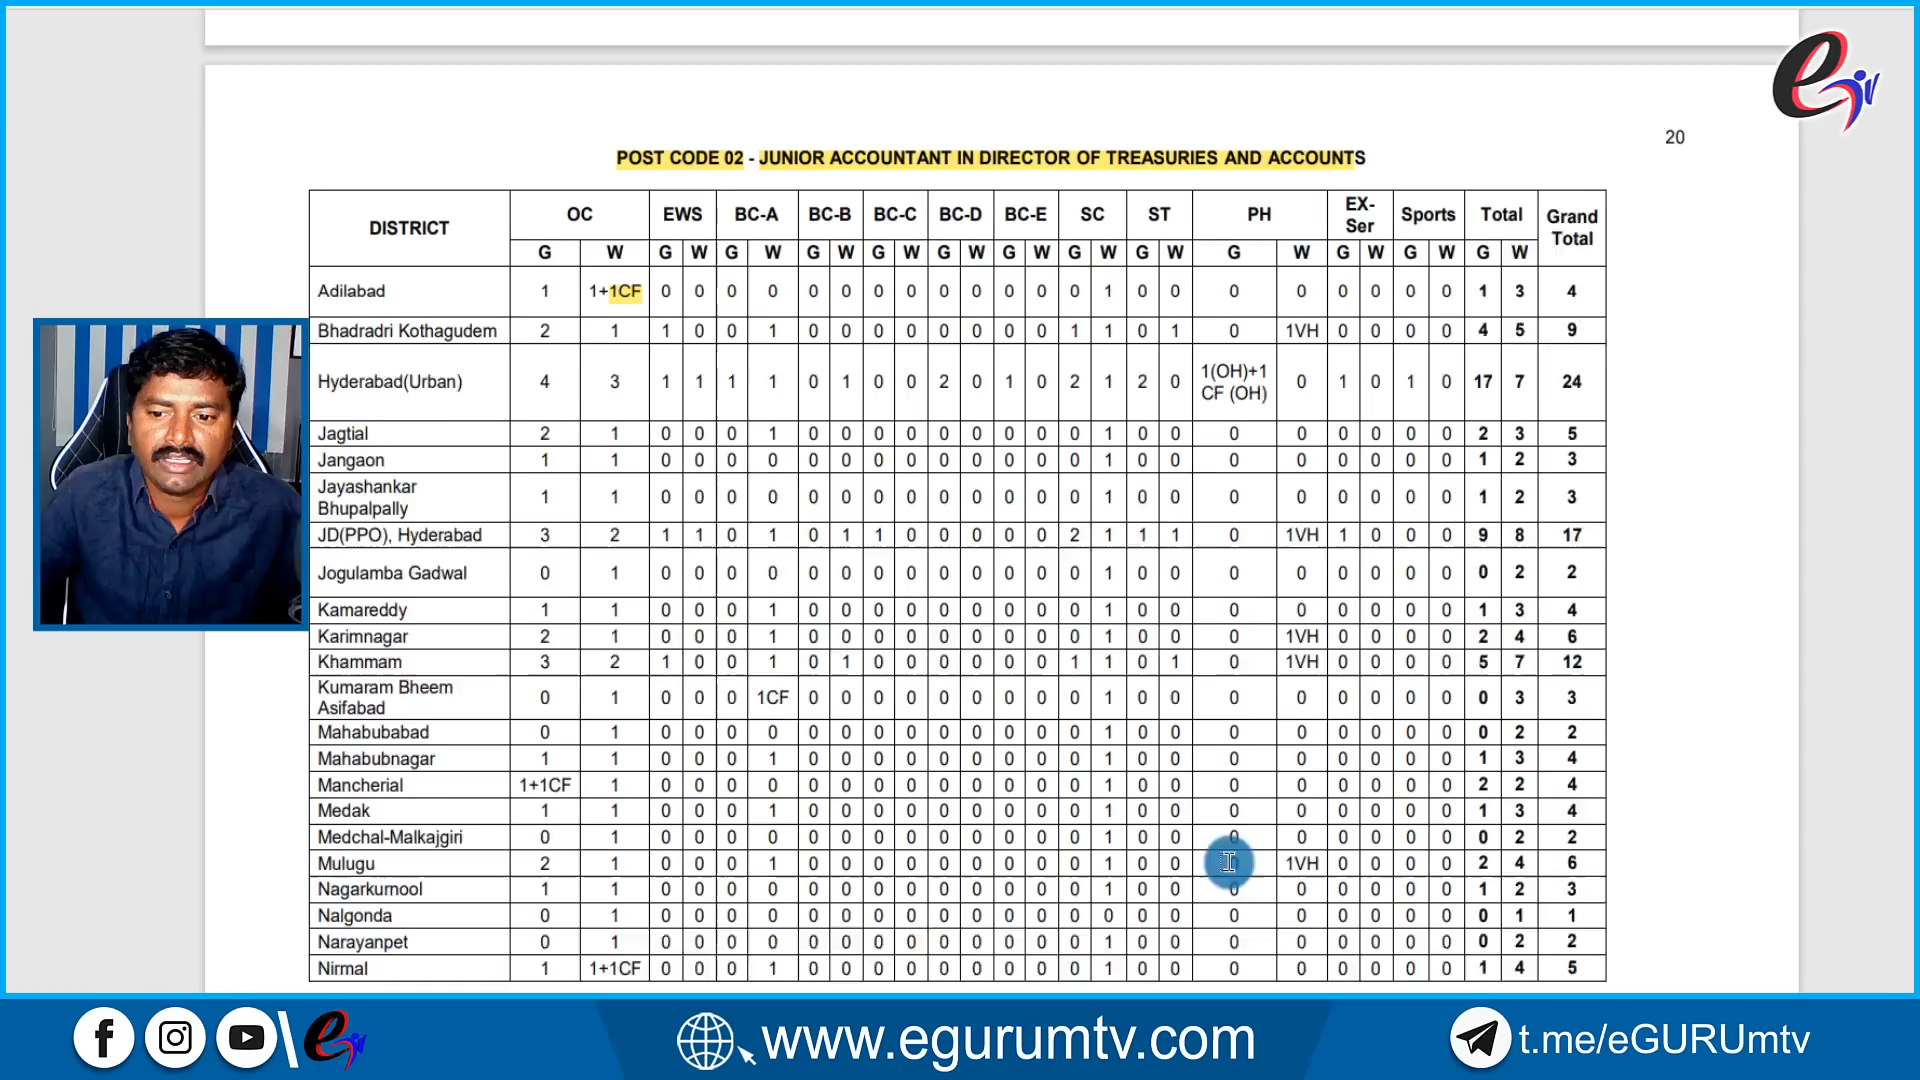 20
POST CODE 02 - JUNIOR ACCOUNTANT IN DIRECTOR OF TREASURIES AND ACCOUNTS
DISTRICT OC EWS BC-A BC-B BC-C BC-D BC-E SC ST PH EX-Ser Sports Total Grand Total
G W G W G W G W G W G W G W G W G W G W G W G W G W
Adilabad 1 1+1CF 0 0 0 0 0 0 0 0 0 0 0 0 0 1 0 0 0 0 0 0 0 0 1 3 4
Bhadradri Kothagudem 2 1 1 0 0 1 0 0 0 0 0 0 0 0 1 1 0 1 0 1VH 0 0 0 0 4 5 9
Hyderabad(Urban) 4 3 1 1 1 1 0 1 0 0 2 0 1 0 2 1 2 0 1(OH)+1 CF (OH) 0 1 0 1 0 17 7 24
Jagtial 2 1 0 0 0 1 0 0 0 0 0 0 0 0 0 1 0 0 0 0 0 0 0 0 2 3 5
Jangaon 1 1 0 0 0 0 0 0 0 0 0 0 0 0 0 1 0 0 0 0 0 0 0 0 1 2 3
Jayashankar Bhupalpally 1 1 0 0 0 0 0 0 0 0 0 0 0 0 0 1 0 0 0 0 0 0 0 0 1 2 3
JD(PPO), Hyderabad 3 2 1 1 0 1 0 1 1 0 0 0 0 0 2 1 1 1 0 1VH 1 0 0 0 9 8 17
Jogulamba Gadwal 0 1 0 0 0 0 0 0 0 0 0 0 0 0 0 1 0 0 0 0 0 0 0 0 0 2 2
Kamareddy 1 1 0 0 0 1 0 0 0 0 0 0 0 0 0 1 0 0 0 0 0 0 0 0 1 3 4
Karimnagar 2 1 0 0 0 1 0 0 0 0 0 0 0 0 0 1 0 0 0 1VH 0 0 0 0 2 4 6
Khammam 3 2 1 0 0 1 0 1 0 0 0 0 0 0 1 1 0 1 0 1VH 0 0 0 0 5 7 12
Kumaram Bheem Asifabad 0 1 0 0 0 1CF 0 0 0 0 0 0 0 0 0 1 0 0 0 0 0 0 0 0 0 3 3
Mahabubabad 0 1 0 0 0 0 0 0 0 0 0 0 0 0 0 1 0 0 0 0 0 0 0 0 0 2 2
Mahabubnagar 1 1 0 0 0 1 0 0 0 0 0 0 0 0 0 1 0 0 0 0 0 0 0 0 1 3 4
Mancherial 1+1CF 1 0 0 0 0 0 0 0 0 0 0 0 0 0 1 0 0 0 0 0 0 0 0 2 2 4
Medak 1 1 0 0 0 1 0 0 0 0 0 0 0 0 0 1 0 0 0 0 0 0 0 0 1 3 4
Medchal-Malkajgiri 0 1 0 0 0 0 0 0 0 0 0 0 0 0 0 1 0 0 0 0 0 0 0 0 0 2 2
Mulugu 2 1 0 0 0 1 0 0 0 0 0 0 0 0 0 1 0 0 0 1VH 0 0 0 0 2 4 6
Nagarkurnool 1 1 0 0 0 0 0 0 0 0 0 0 0 0 0 1 0 0 0 0 0 0 0 0 1 2 3
Nalgonda 0 1 0 0 0 0 0 0 0 0 0 0 0 0 0 0 0 0 0 0 0 0 0 0 0 1 1
Narayanpet 0 1 0 0 0 0 0 0 0 0 0 0 0 0 0 1 0 0 0 0 0 0 0 0 0 2 2
Nirmal 1 1+1CF 0 0 0 1 0 0 0 0 0 0 0 0 0 1 0 0 0 0 0 0 0 0 1 4 5
www.egurumtv.com
t.me/eGURUmtv